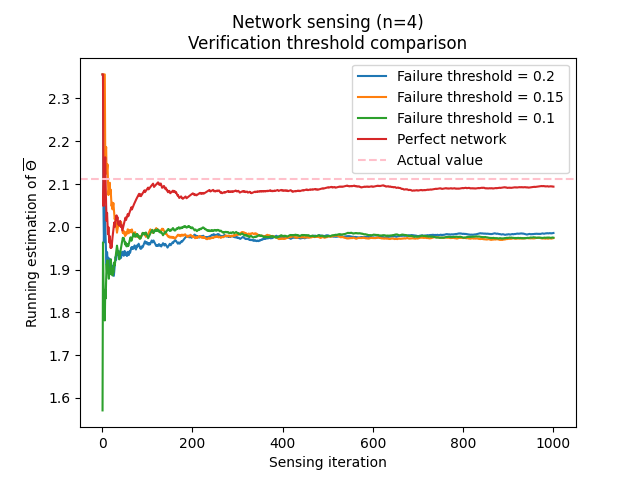 Network sensing (n=4)
Verification threshold comparison
Failure threshold = 0.2
Failure threshold = 0.15
Failure threshold = 0.1
Perfect network
Actual value
Running estimation of Θ̅
2.3
2.2
2.1
2.0
1.9
1.8
1.7
1.6
0 200 400 600 800 1000
Sensing iteration